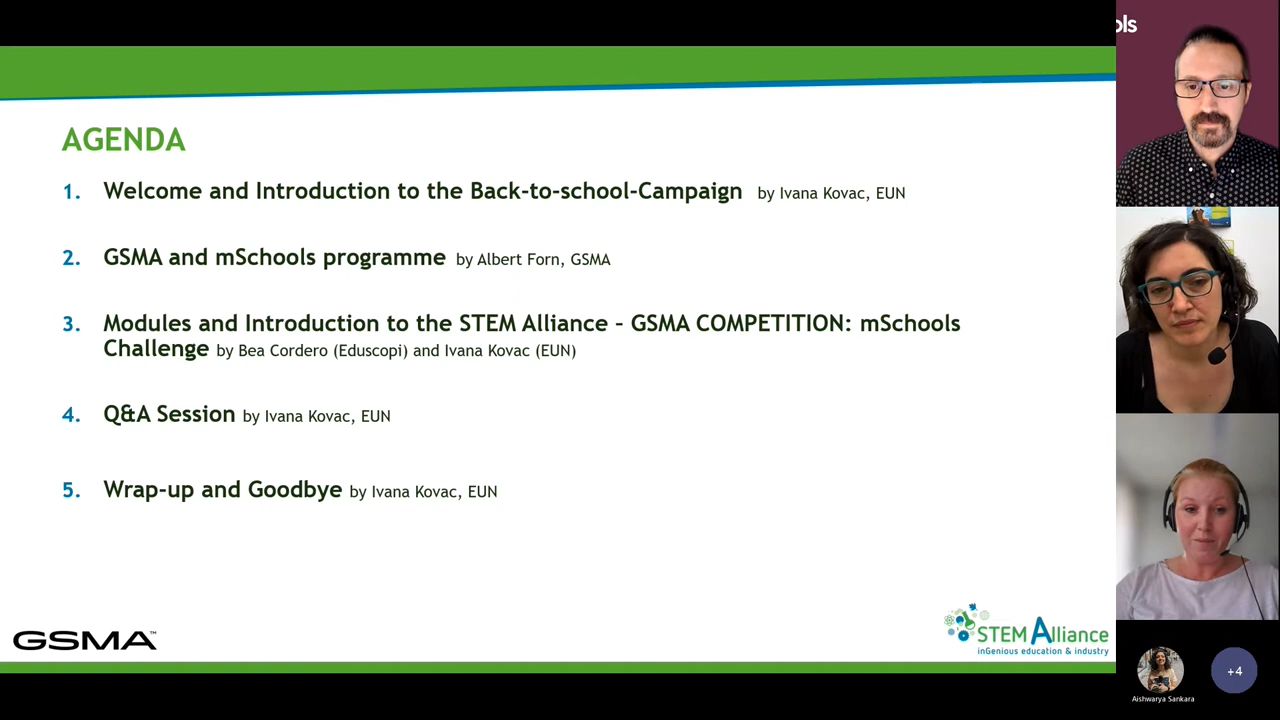 ols
AGENDA
1. Welcome and Introduction to the Back-to-school-Campaign by Ivana Kovac, EUN
2. GSMA and mSchools programme by Albert Forn, GSMA
3. Modules and Introduction to the STEM Alliance – GSMA COMPETITION: mSchools
Challenge by Bea Cordero (Eduscopi) and Ivana Kovac (EUN)
4. Q&A Session by Ivana Kovac, EUN
5. Wrap-up and Goodbye by Ivana Kovac, EUN
GSMA™
STEM Alliance
inGenious education & industry
+4
Aishwarya Sankara